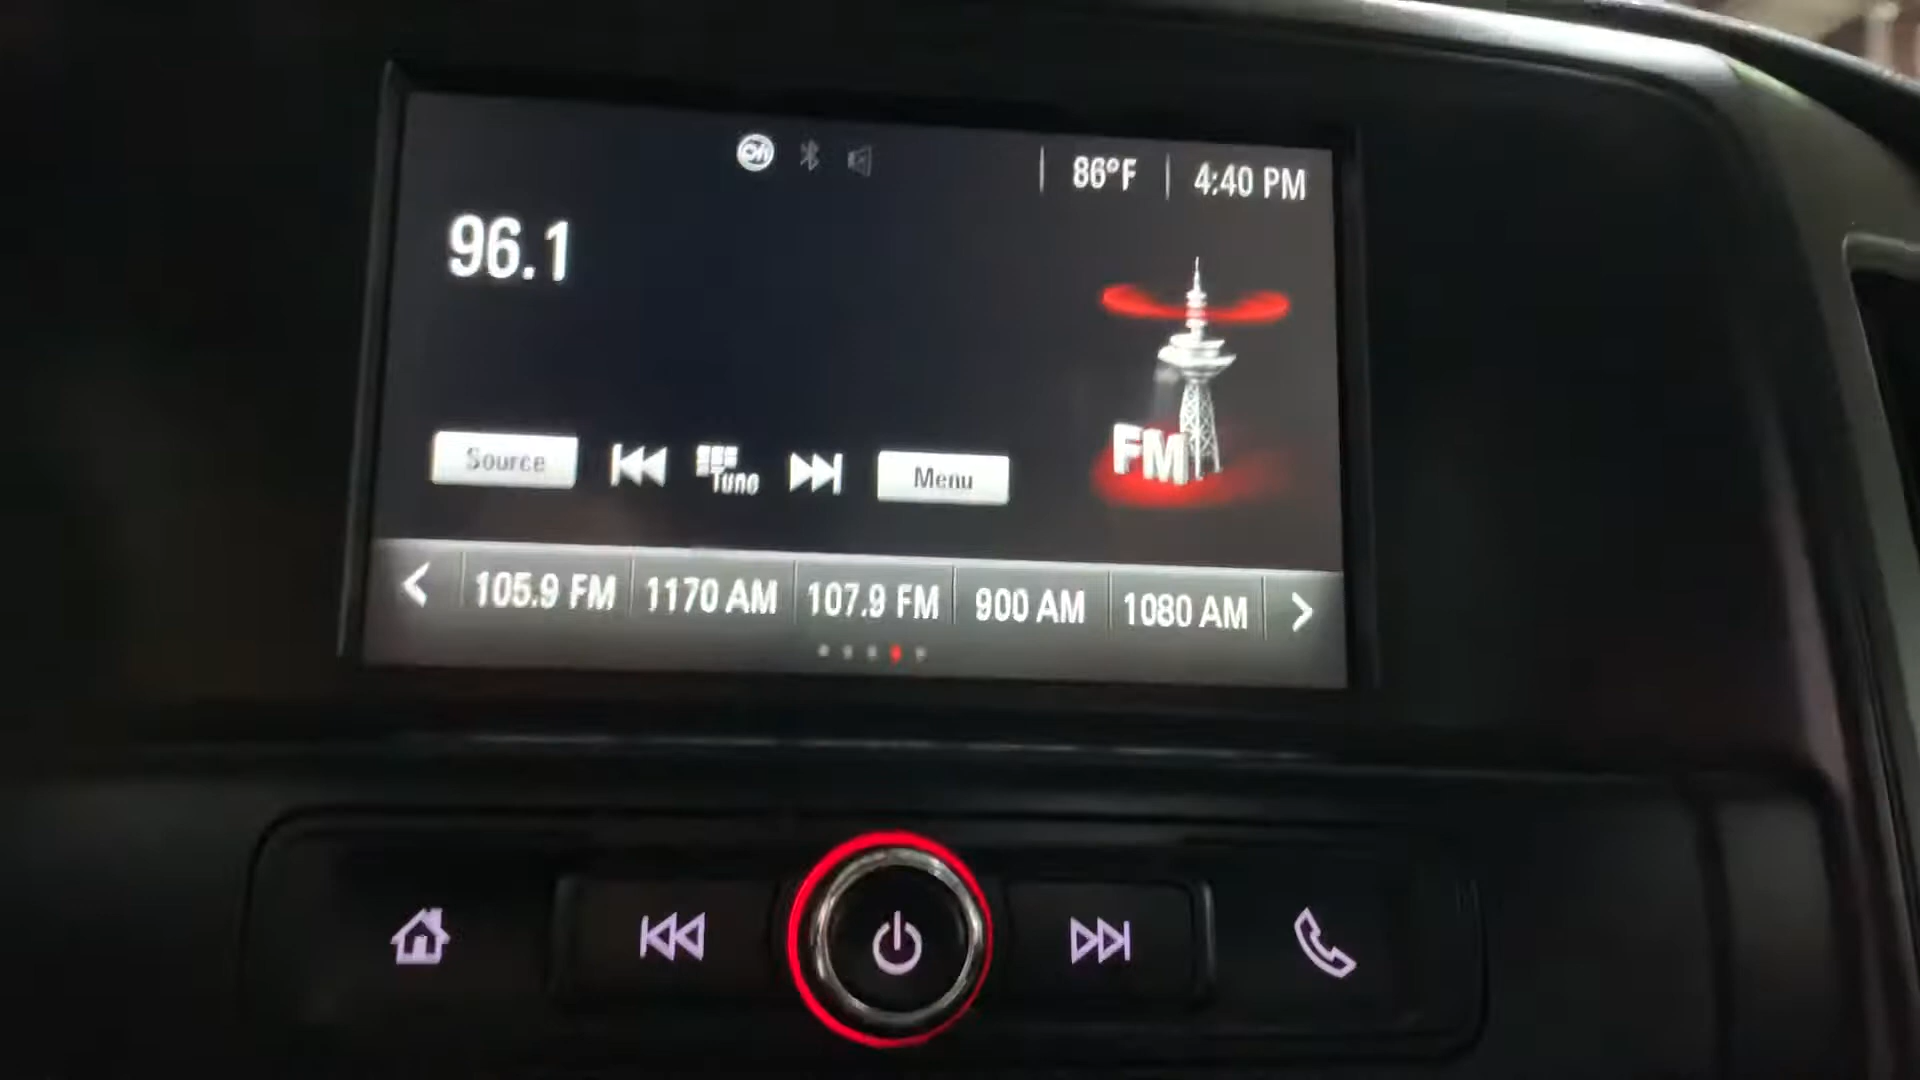 86°F 4:40 PM
96.1
FM
Source Tune Menu
105.9 FM 1170 AM 107.9 FM 900 AM 1080 AM